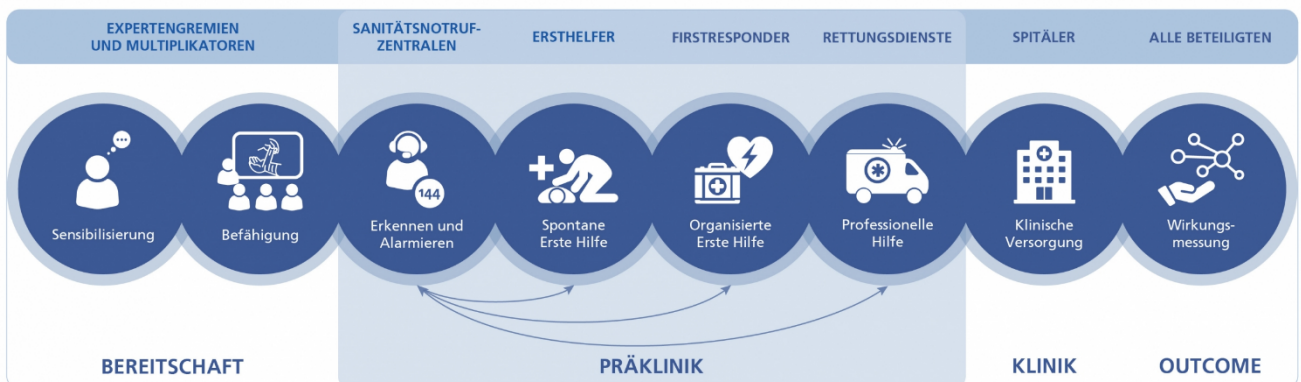 EXPERTENGREMIEN
UND MULTIPLIKATOREN
SANITÄTSNOTRUF-
ZENTRALEN
ERSTHELFER
FIRSTRESPONDER
RETTUNGSDIENSTE
SPITÄLER
ALLE BETEILIGTEN
Sensibilisierung
Befähigung
144
Erkennen und
Alarmieren
Spontane
Erste Hilfe
Organisierte
Erste Hilfe
Professionelle
Hilfe
Klinische
Versorgung
Wirkungs-
messung
BEREITSCHAFT
PRÄKLINIK
KLINIK
OUTCOME